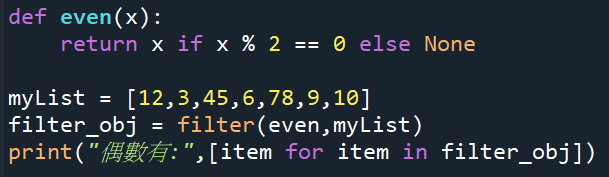 def even(x):
    return x if x % 2 == 0 else None

myList = [12,3,45,6,78,9,10]
filter_obj = filter(even,myList)
print("偶數有:",[item for item in filter_obj])